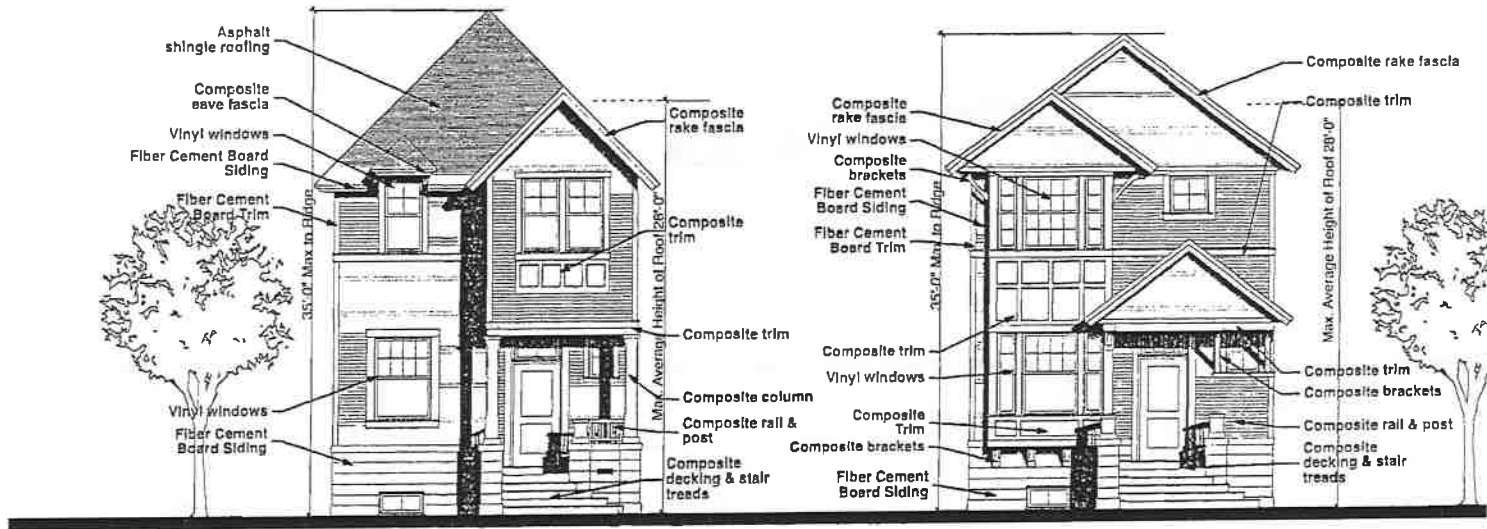 Asphalt
shingle roofing
Composite
eave fascia
Vinyl windows
Fiber Cement Board
Siding
Fiber Cement
Board Trim
35'-0" Max to Ridge
Vinyl windows
Fiber Cement
Board Siding
Composite
rake fascia
Composite
trim
Max. Average Height of Roof 28'-0"
Composite trim
Composite column
Composite rail &
post
Composite
decking & stair
treads
Composite
rake fascia
Vinyl windows
Composite
brackets
Fiber Cement
Board Siding
Fiber Cement
Board Trim
35'-0" Max to Ridge
Composite trim
Vinyl windows
Composite
Trim
Composite brackets
Fiber Cement
Board Siding
Composite rake fascia
Composite trim
Max. Average Height of Roof 28'-0"
Composite trim
Composite brackets
Composite rail & post
Composite
decking & stair
treads